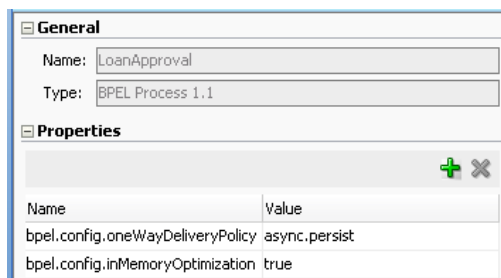 General
Name: LoanApproval
Type: BPEL Process 1.1
Properties
Name Value
bpel.config.oneWayDeliveryPolicy async.persist
bpel.config.inMemoryOptimization true